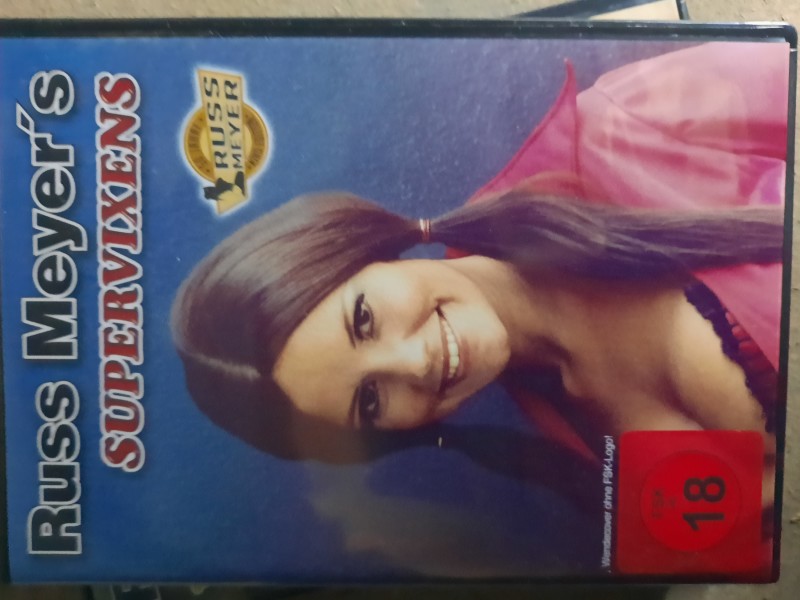 Russ Meyer's
SUPERVIXENS
RUSS
MEYER
Wendecover ohne FSK-Logo!
18